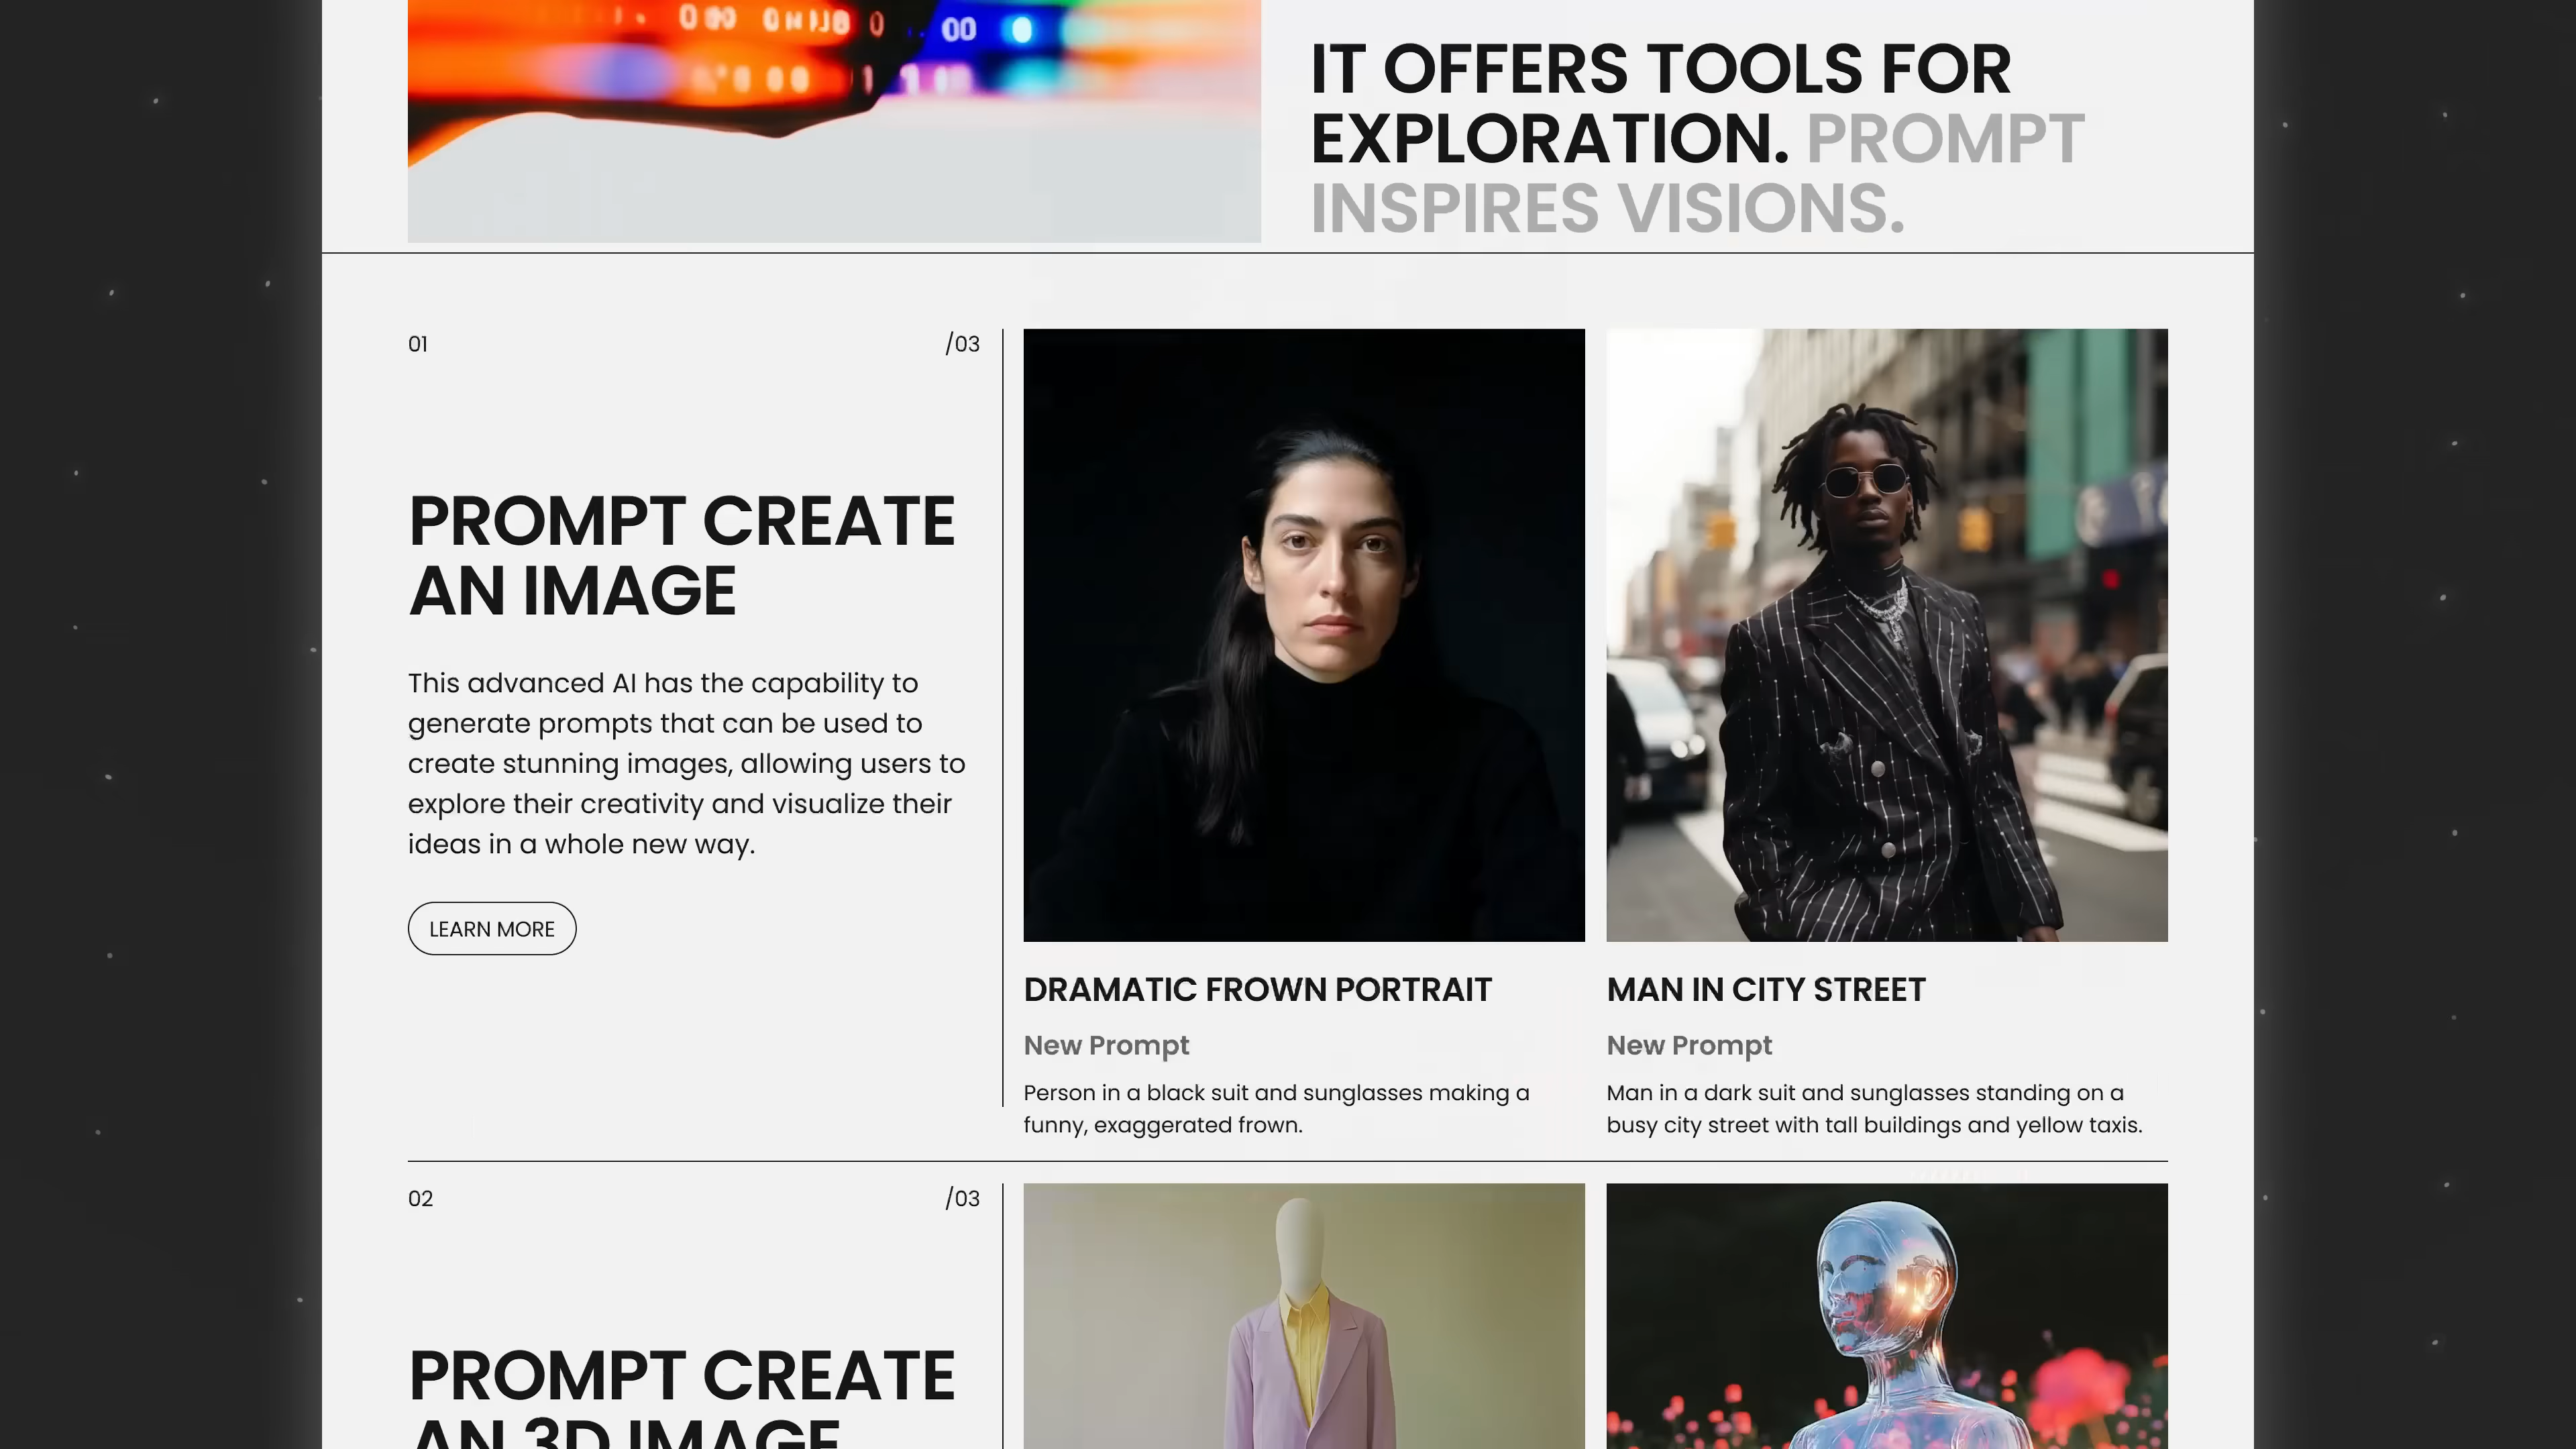 IT OFFERS TOOLS FOR
EXPLORATION. PROMPT
INSPIRES VISIONS.
01
/03
PROMPT CREATE
AN IMAGE
This advanced AI has the capability to
generate prompts that can be used to
create stunning images, allowing users to
explore their creativity and visualize their
ideas in a whole new way.
LEARN MORE
DRAMATIC FROWN PORTRAIT
New Prompt
Person in a black suit and sunglasses making a
funny, exaggerated frown.
MAN IN CITY STREET
New Prompt
Man in a dark suit and sunglasses standing on a
busy city street with tall buildings and yellow taxis.
02
/03
PROMPT CREATE
AN 3D IMAGE